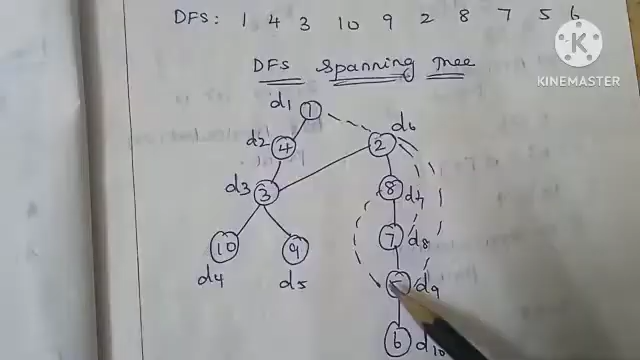 DFS: 1 4 3 10 9 2 8 7 5 6
K
KINEMASTER
DFS Spanning Tree
d1 1
d6
d2 4 2
d3 3 8 d7
10 9 7 d8
d4 d5 d9
6 d10